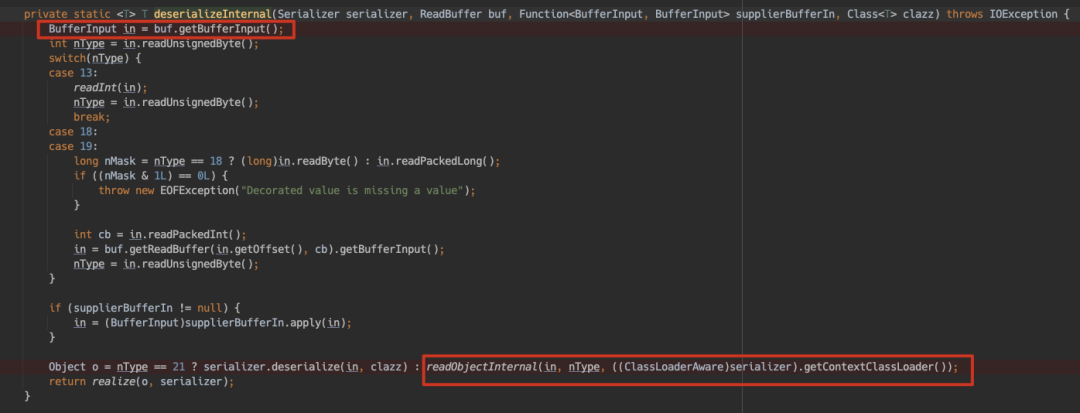 private static <T> T deserializeInternal(Serializer serializer, ReadBuffer buf, Function<BufferInput, BufferInput> supplierBufferIn, Class<T> clazz) throws IOException {
BufferInput in = buf.getBufferInput();
int nType = in.readUnsignedByte();
switch(nType) {
case 13:
readInt(in);
nType = in.readUnsignedByte();
break;
case 18:
case 19:
long nMask = nType == 18 ? (long)in.readByte() : in.readPackedLong();
if ((nMask & 1L) == 0L) {
throw new EOFException("Decorated value is missing a value");
}
int cb = in.readPackedInt();
in = buf.getReadBuffer(in.getOffset(), cb).getBufferInput();
nType = in.readUnsignedByte();
}
if (supplierBufferIn != null) {
in = (BufferInput)supplierBufferIn.apply(in);
}
Object o = nType == 21 ? serializer.deserialize(in, clazz) : readObjectInternal(in, nType, ((ClassLoaderAware)serializer).getContextClassLoader());
return realize(o, serializer);
}